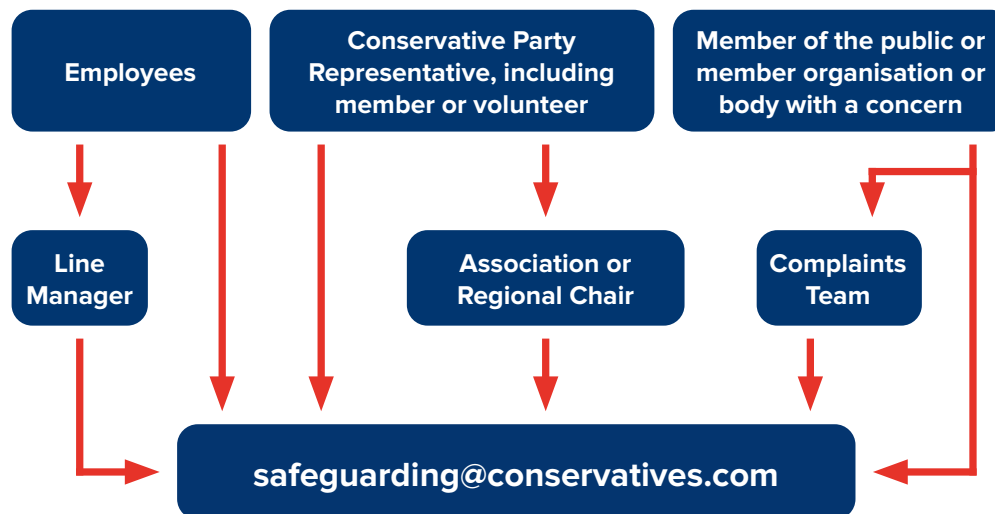 Employees
Conservative Party
Representative, including
member or volunteer
Member of the public or
member organisation or
body with a concern
Line
Manager
Association or
Regional Chair
Complaints
Team
safeguarding@conservatives.com